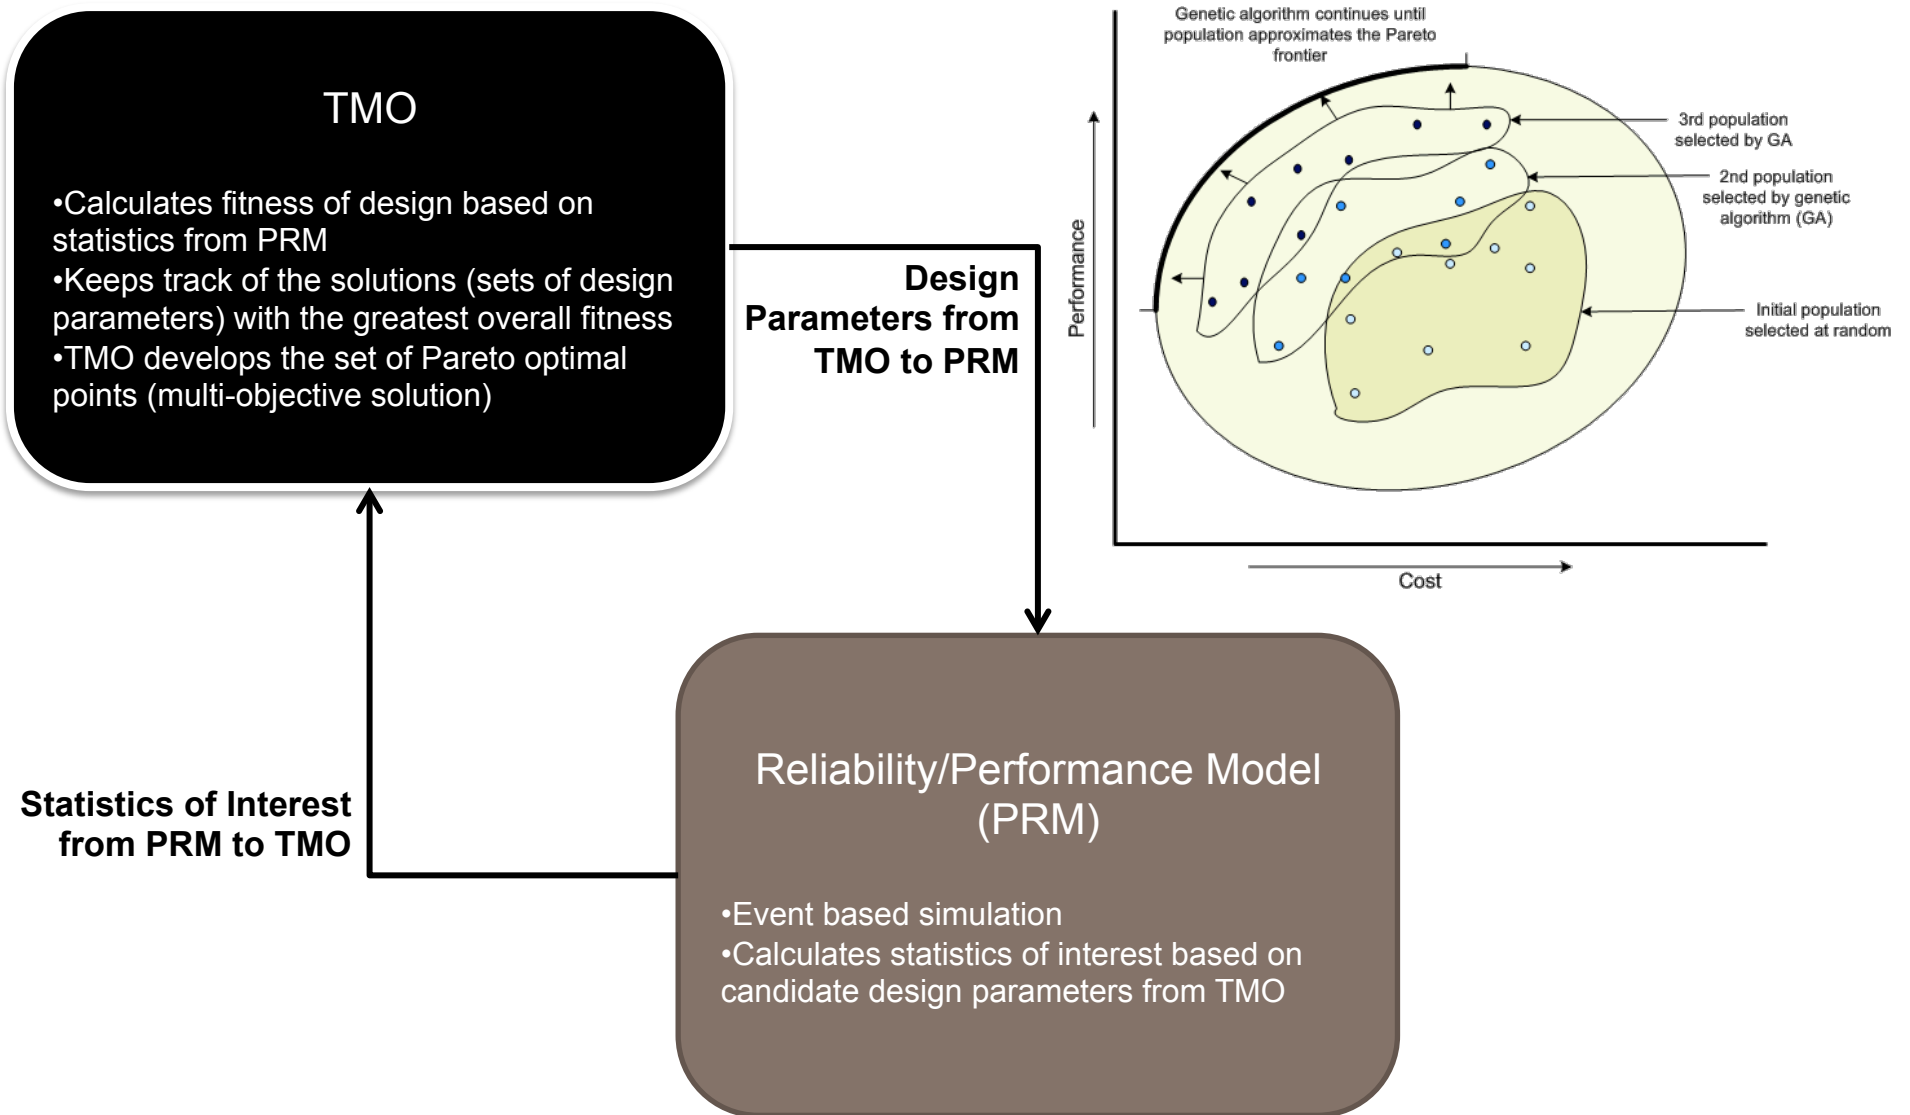 TMO
•Calculates fitness of design based on
statistics from PRM
•Keeps track of the solutions (sets of design
parameters) with the greatest overall fitness
•TMO develops the set of Pareto optimal
points (multi-objective solution)
Design
Parameters from
TMO to PRM
Genetic algorithm continues until
population approximates the Pareto
frontier
3rd population
selected by GA
2nd population
selected by genetic
algorithm (GA)
Initial population
selected at random
Performance
Cost
Statistics of Interest
from PRM to TMO
Reliability/Performance Model
(PRM)
•Event based simulation
•Calculates statistics of interest based on
candidate design parameters from TMO